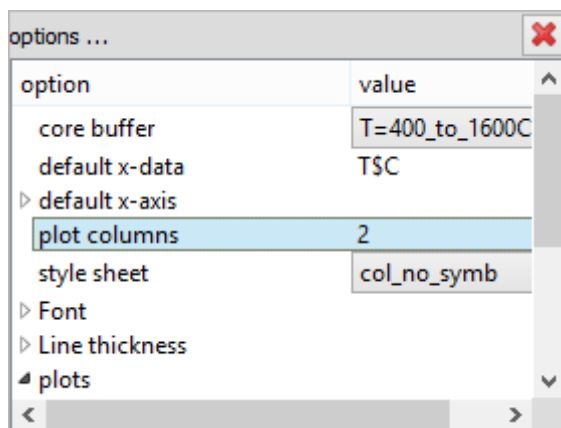 options ...
option value
core buffer T=400_to_1600C
default x-data T$C
default x-axis
plot columns 2
style sheet col_no_symb
Font
Line thickness
plots